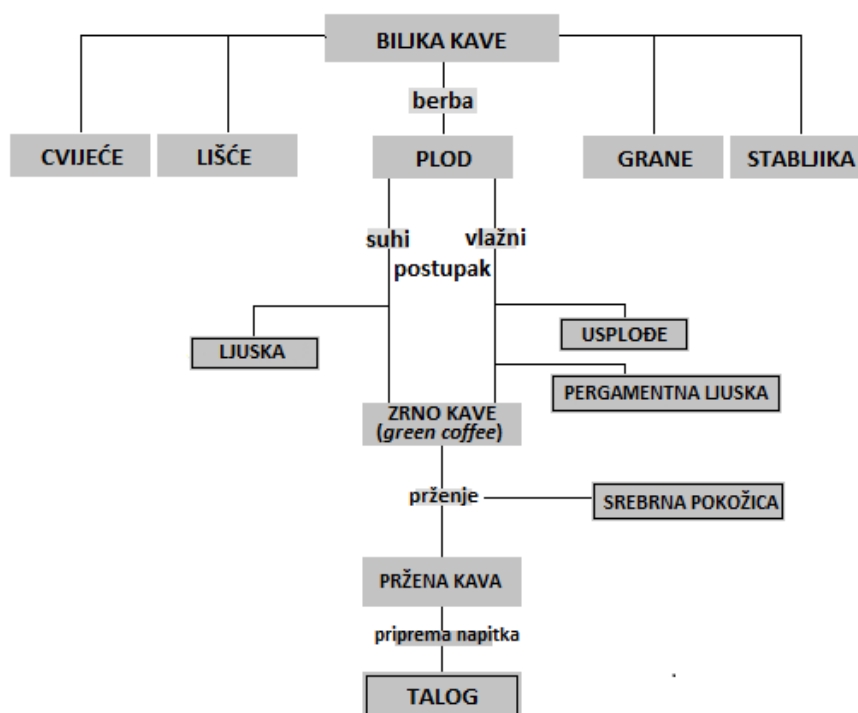 BILJKA KAVE
berba
CVIJEĆE
LIŠĆE
PLOD
GRANE
STABLJIKA
suhi
vlažni
postupak
LJUSKA
USPLOĐE
PERGAMENTNA LJUSKA
ZRNO KAVE
(green coffee)
prženje
SREBRNA POKOŽICA
PRŽENA KAVA
priprema napitka
TALOG